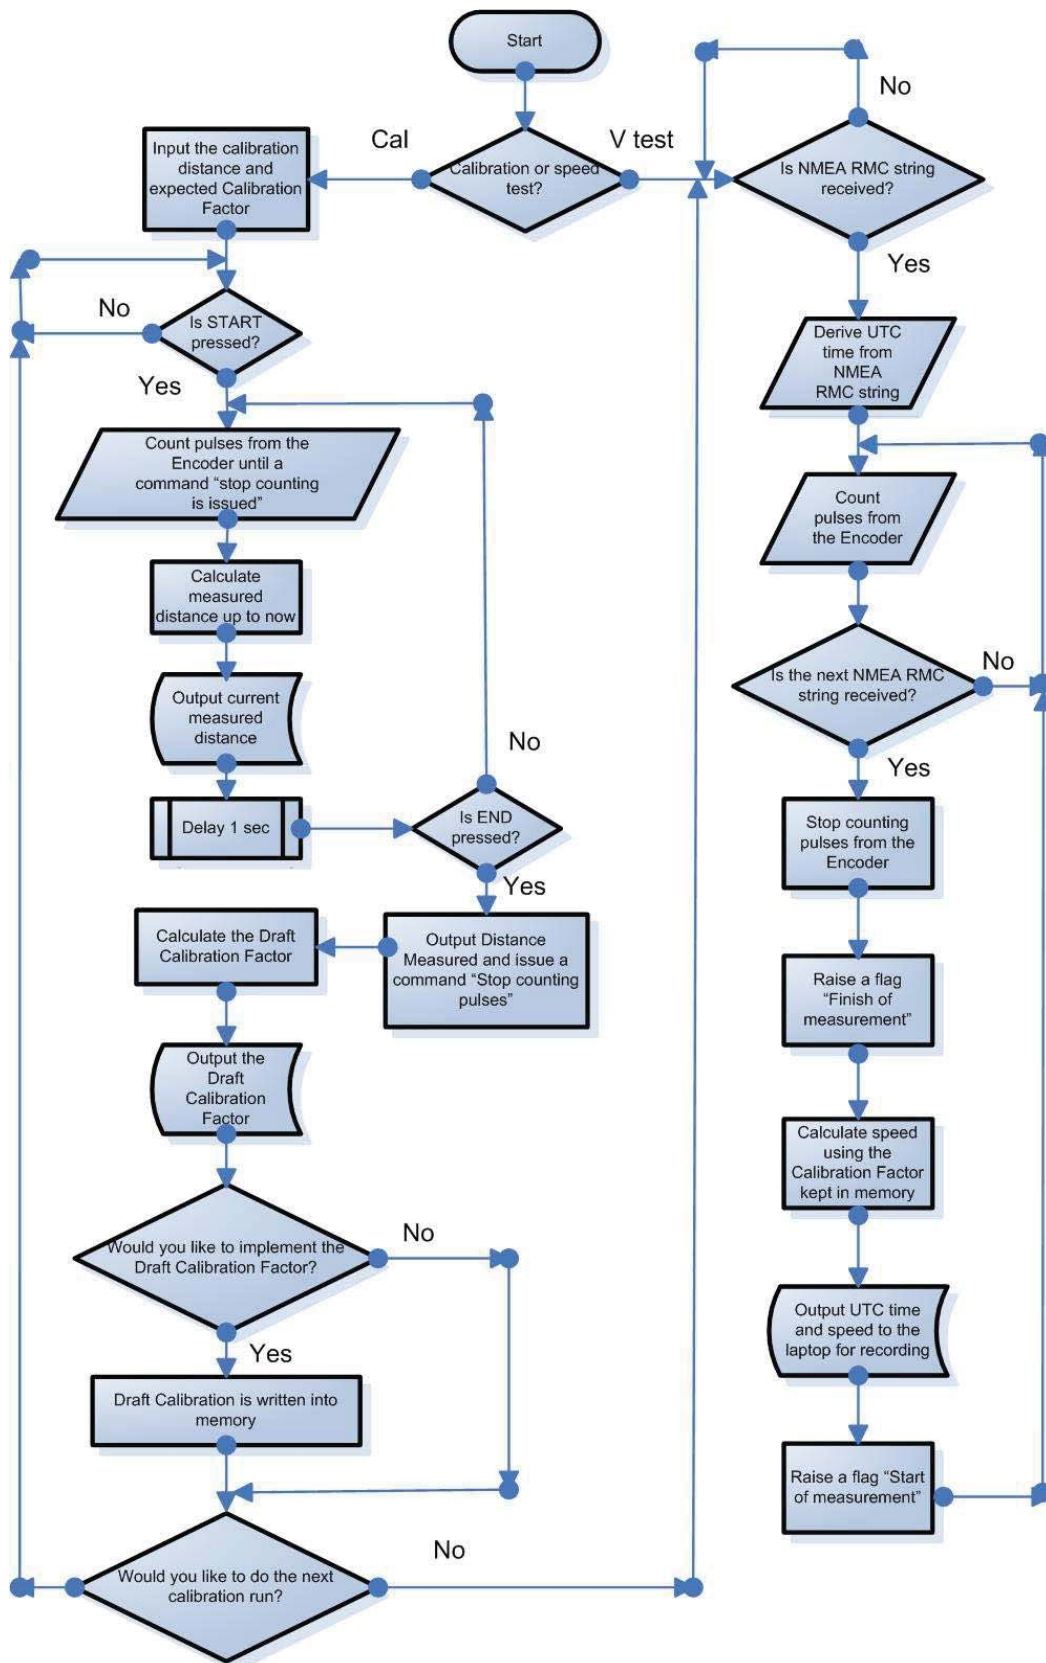 Start
Calibration or speed
test?
Cal
V test
Input the calibration
distance and
expected Calibration
Factor
Is START
pressed?
No
Yes
Count pulses from the
Encoder until a
command “stop counting
is issued”
Calculate
measured
distance up to now
Output current
measured
distance
Delay 1 sec
Is END
pressed?
No
Yes
Output Distance
Measured and issue a
command “Stop counting
pulses”
Calculate the Draft
Calibration Factor
Output the
Draft
Calibration
Factor
Would you like to implement the
Draft Calibration Factor?
No
Yes
Draft Calibration is written into
memory
Would you like to do the next
calibration run?
No
Is NMEA RMC string
received?
No
Yes
Derive UTC
time from
NMEA
RMC string
Count
pulses from
the Encoder
Is the next NMEA RMC
string received?
No
Yes
Stop counting
pulses from the
Encoder
Raise a flag
“Finish of
measurement”
Calculate speed
using the
Calibration Factor
kept in memory
Output UTC time
and speed to the
laptop for recording
Raise a flag “Start
of measurement”